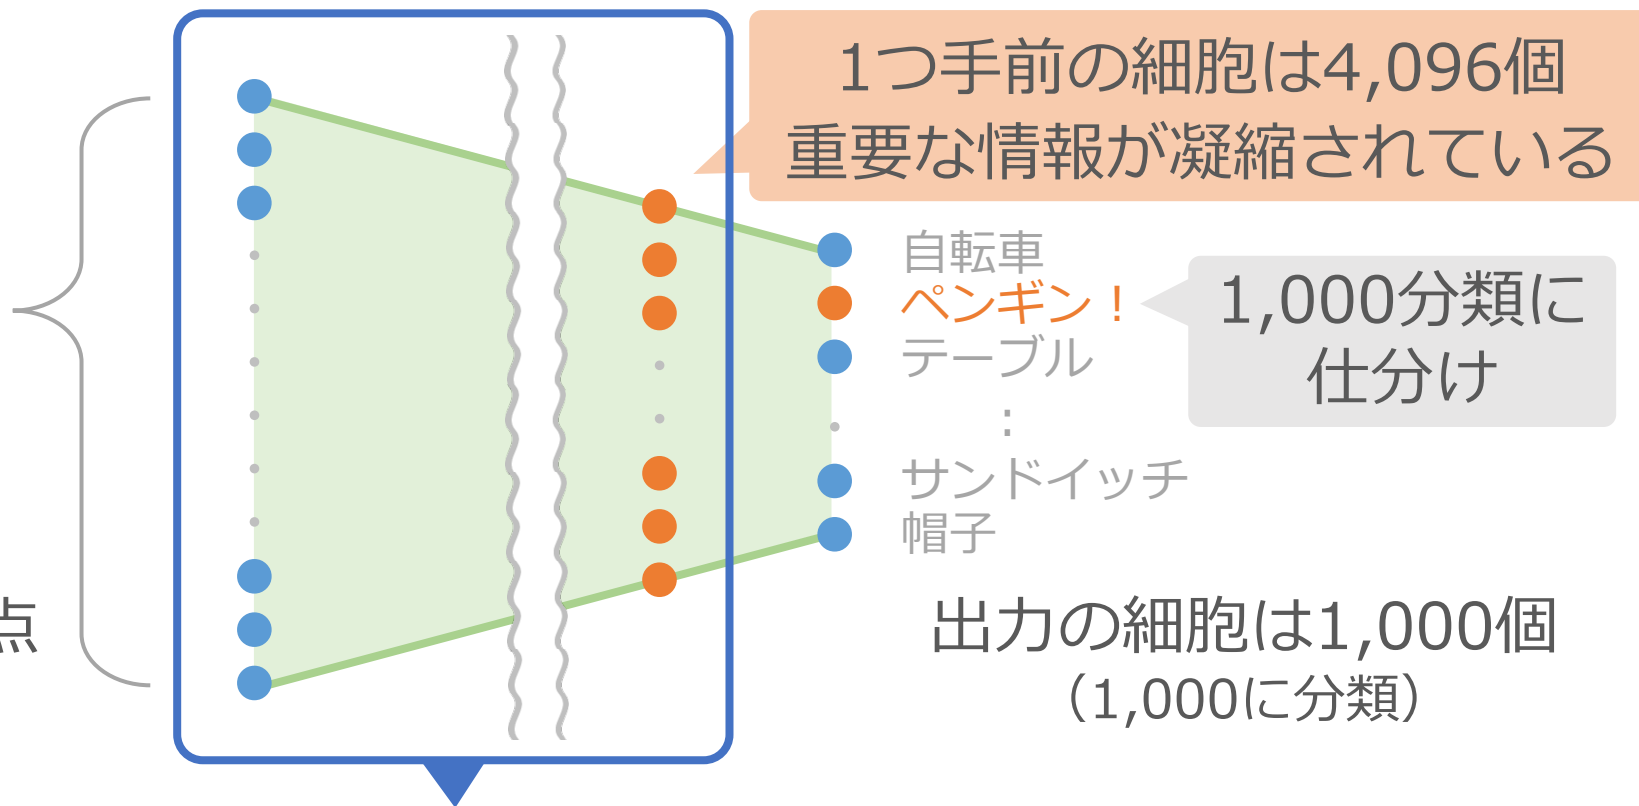 1つ手前の細胞は4,096個
重要な情報が凝縮されている
自転車
ペンギン！
テーブル
：
サンドイッチ
帽子
1,000分類に
仕分け
点
出力の細胞は1,000個
（1,000に分類）